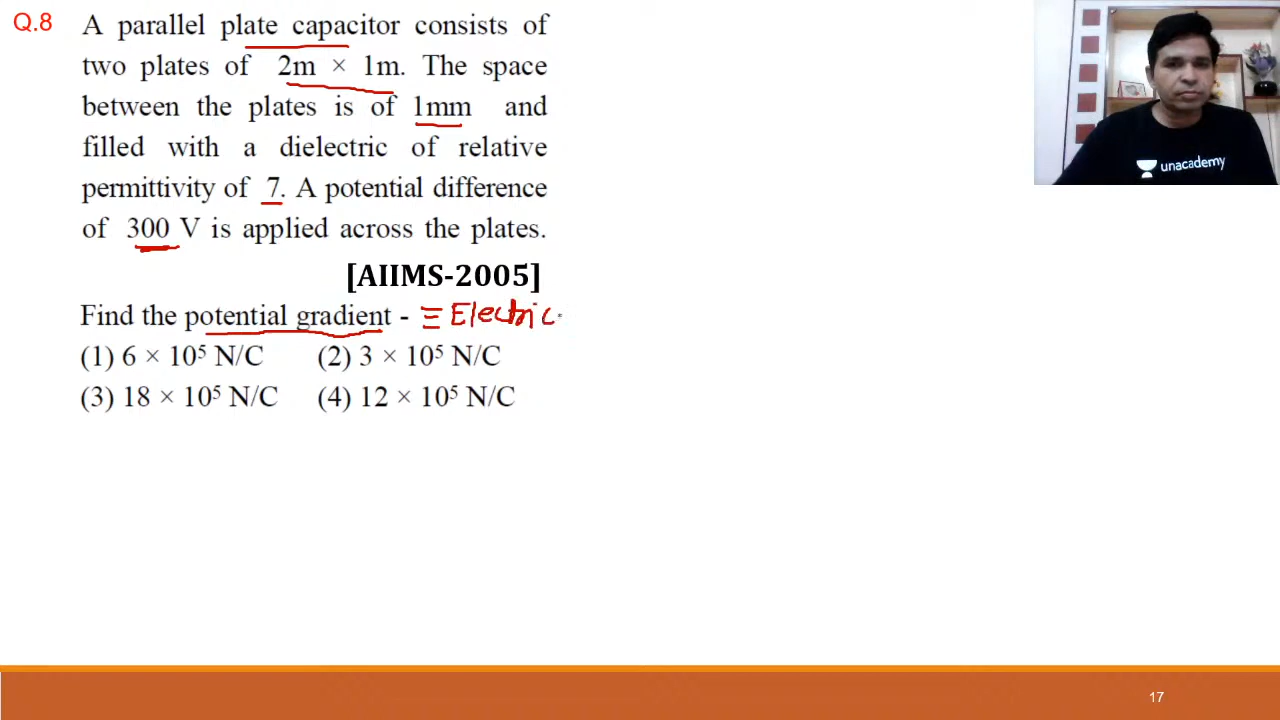 Q.8 A parallel plate capacitor consists of
two plates of 2m × 1m. The space
between the plates is of 1mm and
filled with a dielectric of relative
permittivity of 7. A potential difference
of 300 V is applied across the plates.
[AIIMS-2005]
Find the potential gradient - ≡ Electric
(1) 6 × 10⁵ N/C (2) 3 × 10⁵ N/C
(3) 18 × 10⁵ N/C (4) 12 × 10⁵ N/C
unacademy
17